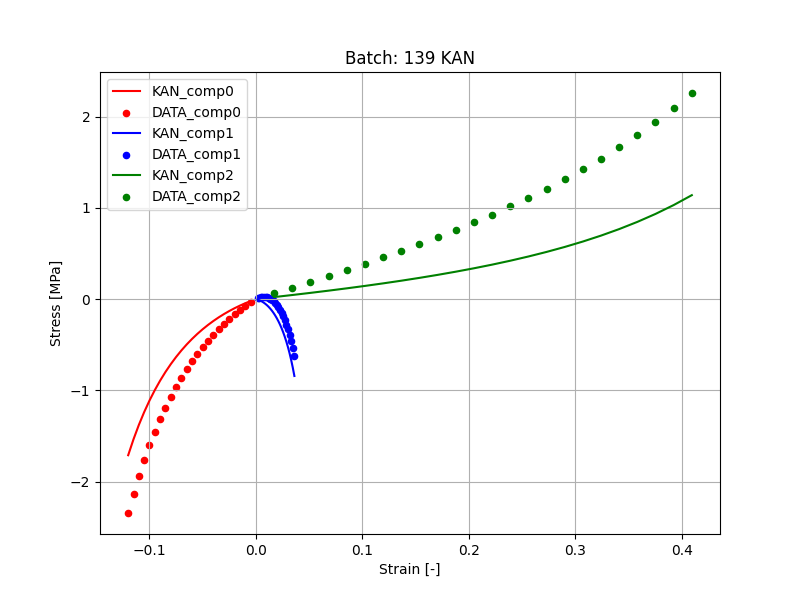 Batch: 139 KAN
KAN_comp0
DATA_comp0
KAN_comp1
DATA_comp1
KAN_comp2
DATA_comp2
Stress [MPa]
2
1
0
−1
−2
−0.1
0.0
0.1
0.2
0.3
0.4
Strain [-]